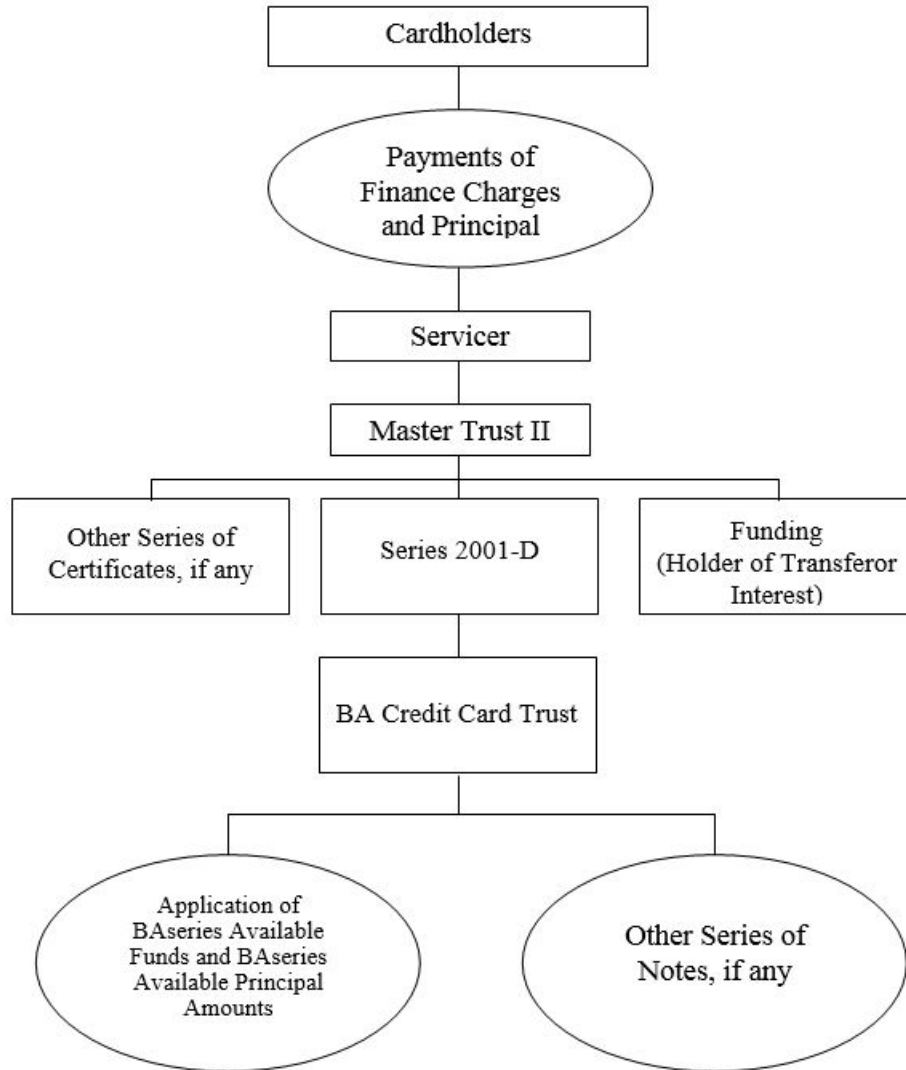 Cardholders
Payments of
Finance Charges
and Principal
Servicer
Master Trust II
Other Series of
Certificates, if any
Series 2001-D
Funding
(Holder of Transferor
Interest)
BA Credit Card Trust
Application of
BAseries Available
Funds and BAseries
Available Principal
Amounts
Other Series of
Notes, if any